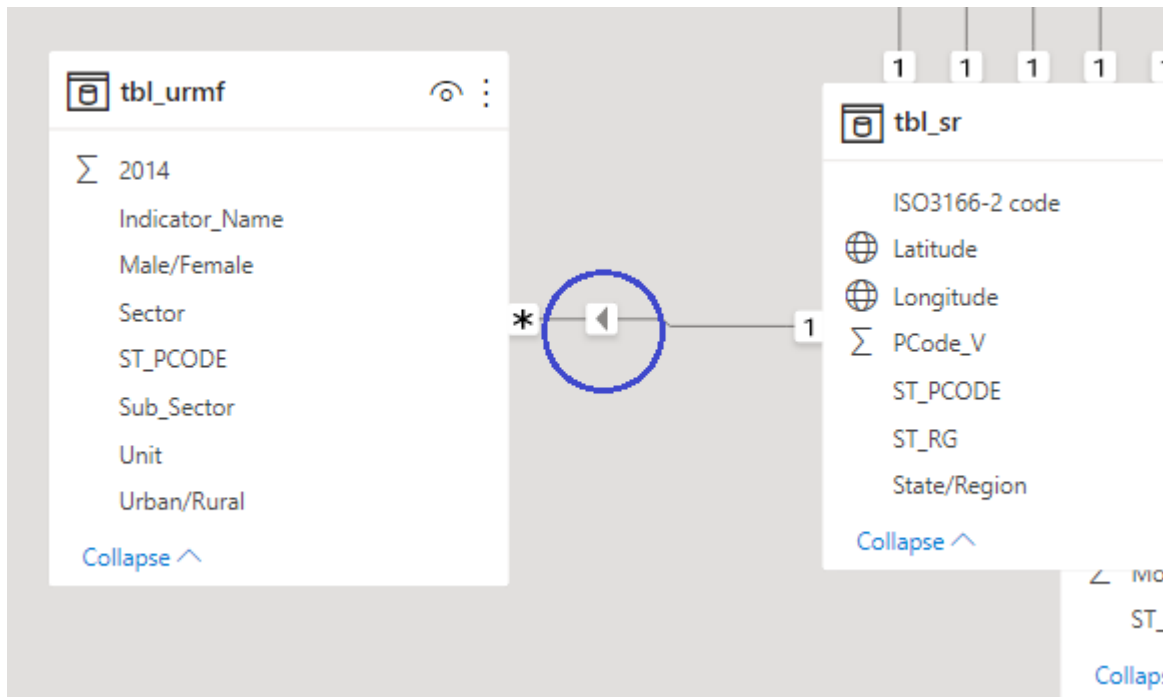 tbl_urmf
2014
Indicator_Name
Male/Female
Sector
ST_PCODE
Sub_Sector
Unit
Urban/Rural
Collapse
* 1
1 1 1 1 1
tbl_sr
ISO3166-2 code
Latitude
Longitude
PCode_V
ST_PCODE
ST_RG
State/Region
Collapse